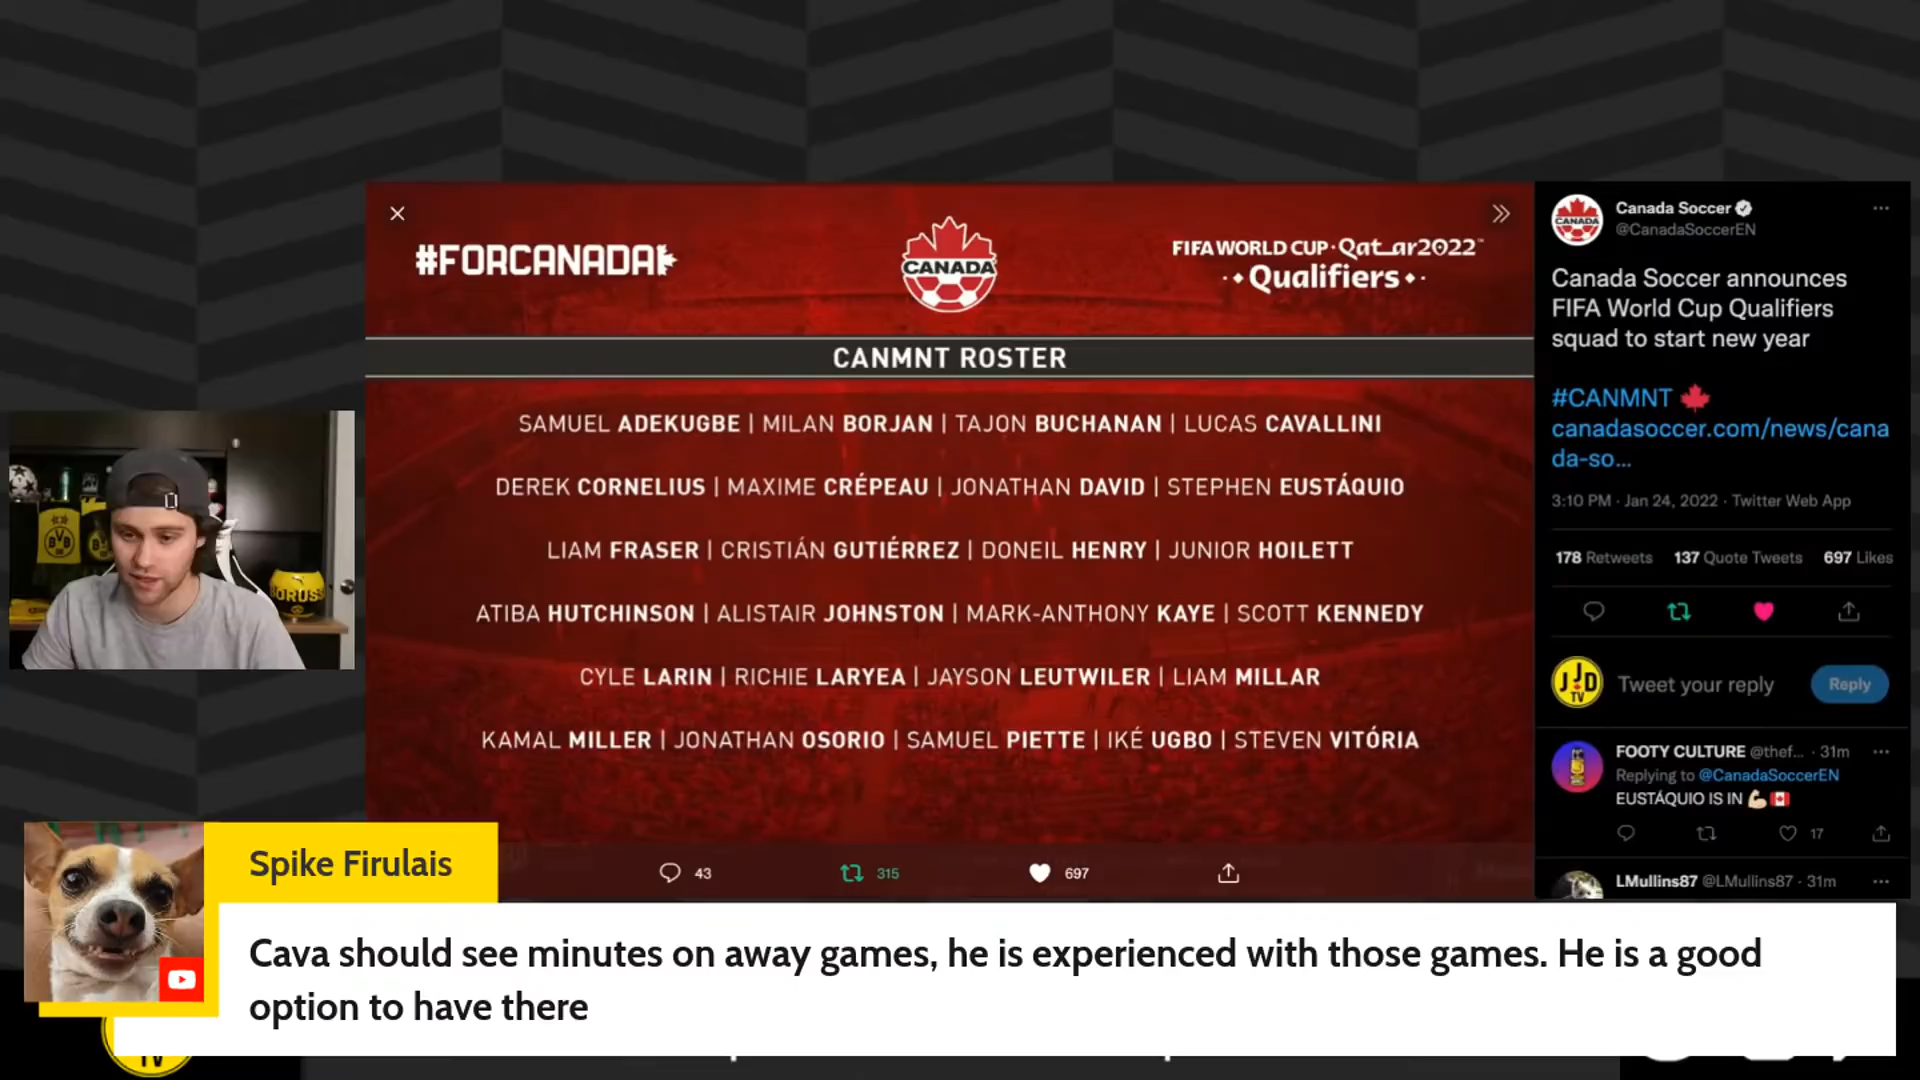 #FORCANADA
CANADA
FIFA WORLD CUP · Qatar2022™
Qualifiers
CANMNT ROSTER
SAMUEL ADEKUGBE | MILAN BORJAN | TAJON BUCHANAN | LUCAS CAVALLINI
DEREK CORNELIUS | MAXIME CRÉPEAU | JONATHAN DAVID | STEPHEN EUSTÁQUIO
LIAM FRASER | CRISTIÁN GUTIÉRREZ | DONEIL HENRY | JUNIOR HOILETT
ATIBA HUTCHINSON | ALISTAIR JOHNSTON | MARK-ANTHONY KAYE | SCOTT KENNEDY
CYLE LARIN | RICHIE LARYEA | JAYSON LEUTWILER | LIAM MILLAR
KAMAL MILLER | JONATHAN OSORIO | SAMUEL PIETTE | IKÉ UGBO | STEVEN VITÓRIA
43 315 697
CANADA
Canada Soccer
@CanadaSoccerEN
Canada Soccer announces
FIFA World Cup Qualifiers
squad to start new year
#CANMNT
canadasoccer.com/news/cana
da-so...
3:10 PM · Jan 24, 2022 · Twitter Web App
178 Retweets 137 Quote Tweets 697 Likes
JJD
TV
Tweet your reply
Reply
FOOTY CULTURE @thef... · 31m
Replying to @CanadaSoccerEN
EUSTÁQUIO IS IN
17
LMullins87 @LMullins87 · 31m
BVB
BORUSS
Spike Firulais
Cava should see minutes on away games, he is experienced with those games. He is a good
option to have there
TV